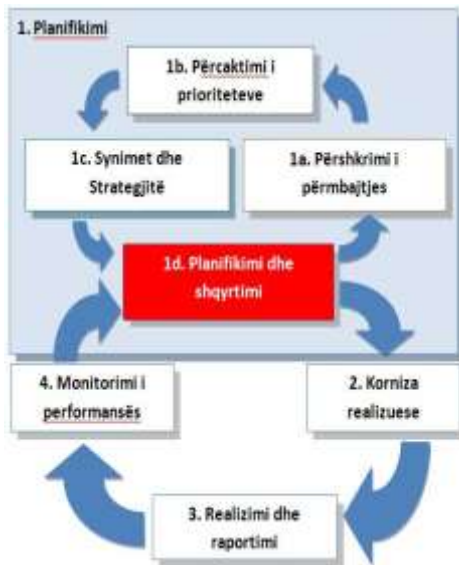 1. Planifikimi
1b. Përcaktimi i
prioriteteve
1c. Synimet dhe
Strategjitë
1a. Përshkrimi i
përmbajtjes
1d. Planifikimi dhe
shqyrtimi
4. Monitorimi i
performansës
2. Korniza
realizuese
3. Realizimi dhe
raportimi